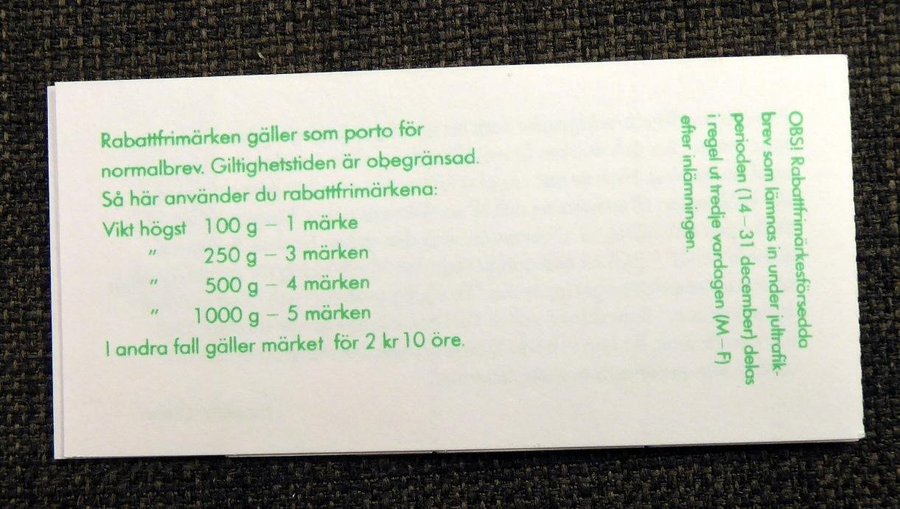 Rabattfrimärken gäller som porto för
normalbrev. Giltighetstiden är obegränsad.
Så här använder du rabattfrimärkena:
Vikt högst 100 g – 1 märke
" 250 g – 3 märken
" 500 g – 4 märken
" 1000 g – 5 märken
I andra fall gäller märket för 2 kr 10 öre.
OBS! Rabattfrimärkesförsedda
brev som lämnas in under jultrafik-
perioden (14 – 31 december) delas
i regel ut tredje vardagen (M – F)
efter inlämningen.